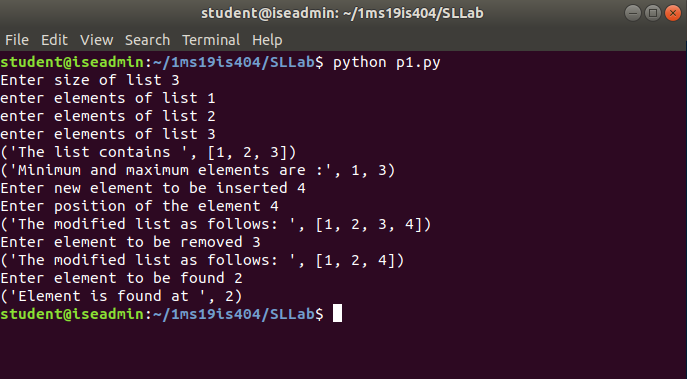 student@iseadmin: ~/1ms19is404/SLLab
File Edit View Search Terminal Help
student@iseadmin:~/1ms19is404/SLLab$ python p1.py
Enter size of list 3
enter elements of list 1
enter elements of list 2
enter elements of list 3
('The list contains ', [1, 2, 3])
('Minimum and maximum elements are :', 1, 3)
Enter new element to be inserted 4
Enter position of the element 4
('The modified list as follows: ', [1, 2, 3, 4])
Enter element to be removed 3
('The modified list as follows: ', [1, 2, 4])
Enter element to be found 2
('Element is found at ', 2)
student@iseadmin:~/1ms19is404/SLLab$